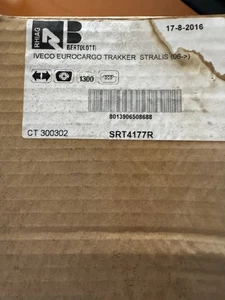 RHIAG
BERTOLOTTI
17-8-2016
IVECO EUROCARGO TRAKKER STRALIS (06->)
1300
8013906508688
CT 300302
SRT4177R